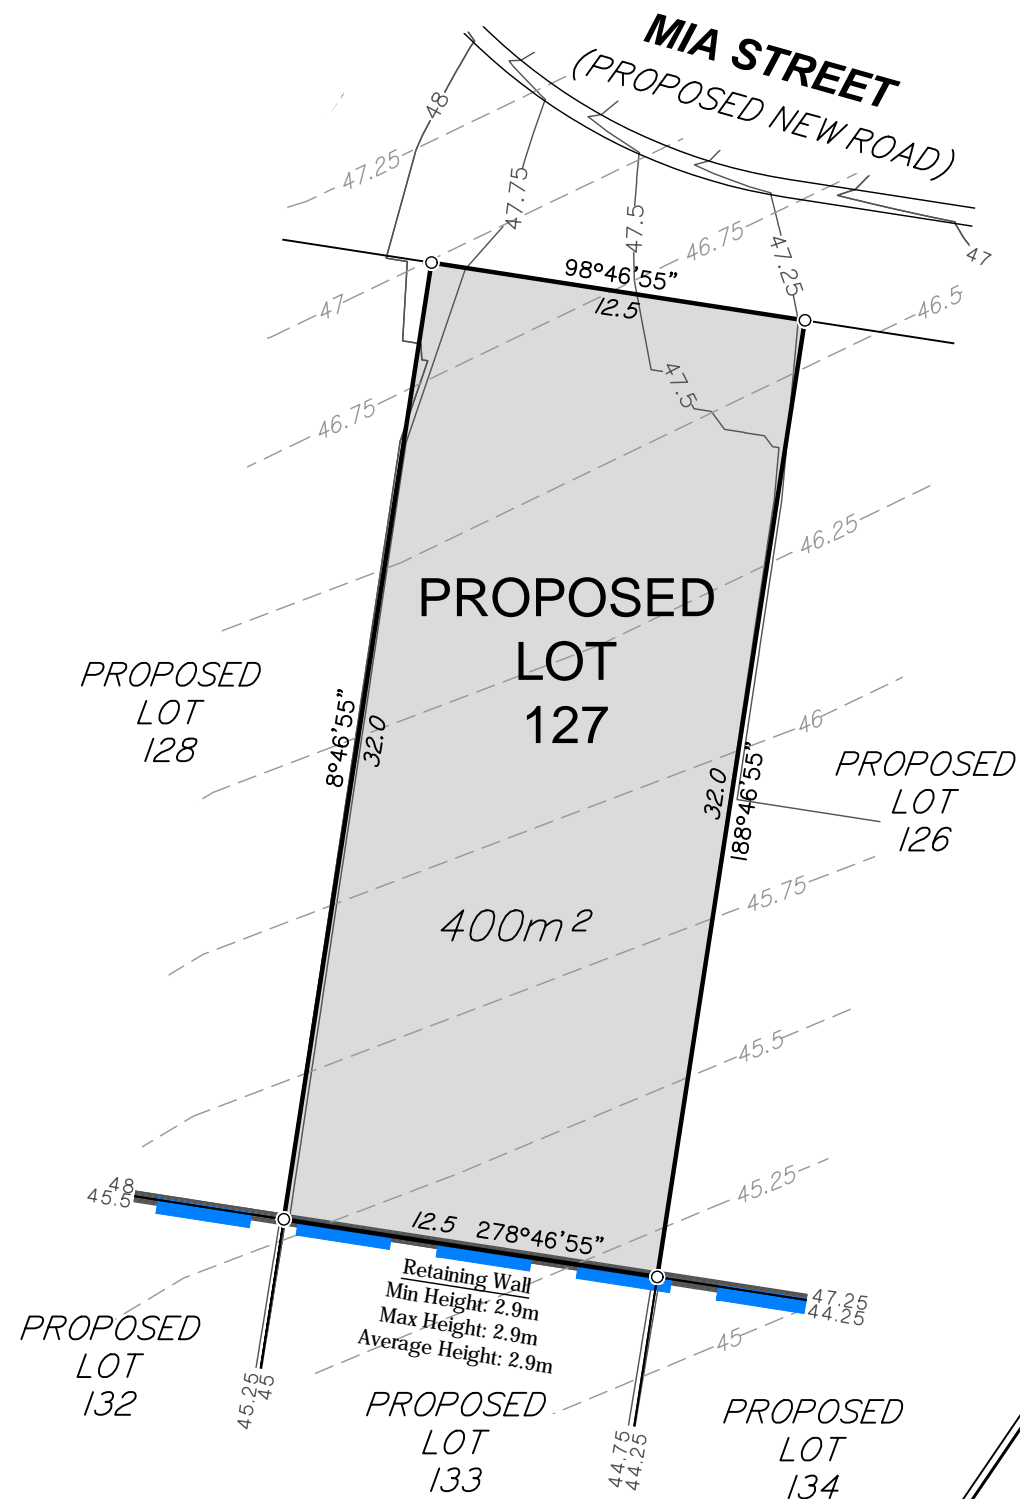 MIA STREET
(PROPOSED NEW ROAD)
48
47.25
47.75
47.5
46.75
47.25
47
98°46'55"
12.5
47
46.5
46.75
47.5
46.25
PROPOSED
LOT
127
PROPOSED
LOT
128
8°46'55"
32.0
46
32.0
188°46'55"
PROPOSED
LOT
126
45.75
400m²
45.5
45.25
48
45.5
12.5 278°46'55"
Retaining Wall
Min Height: 2.9m
Max Height: 2.9m
Average Height: 2.9m
47.25
44.25
45
PROPOSED
LOT
132
45.25
45
PROPOSED
LOT
133
44.75
44.25
PROPOSED
LOT
134